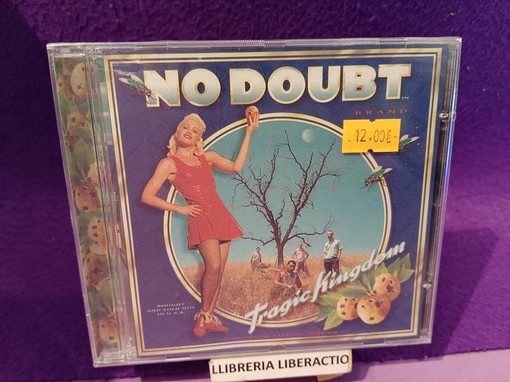 NO DOUBT
BRAND
12.00€
Tragic Kingdom
LLIBRERIA LIBERACTIO